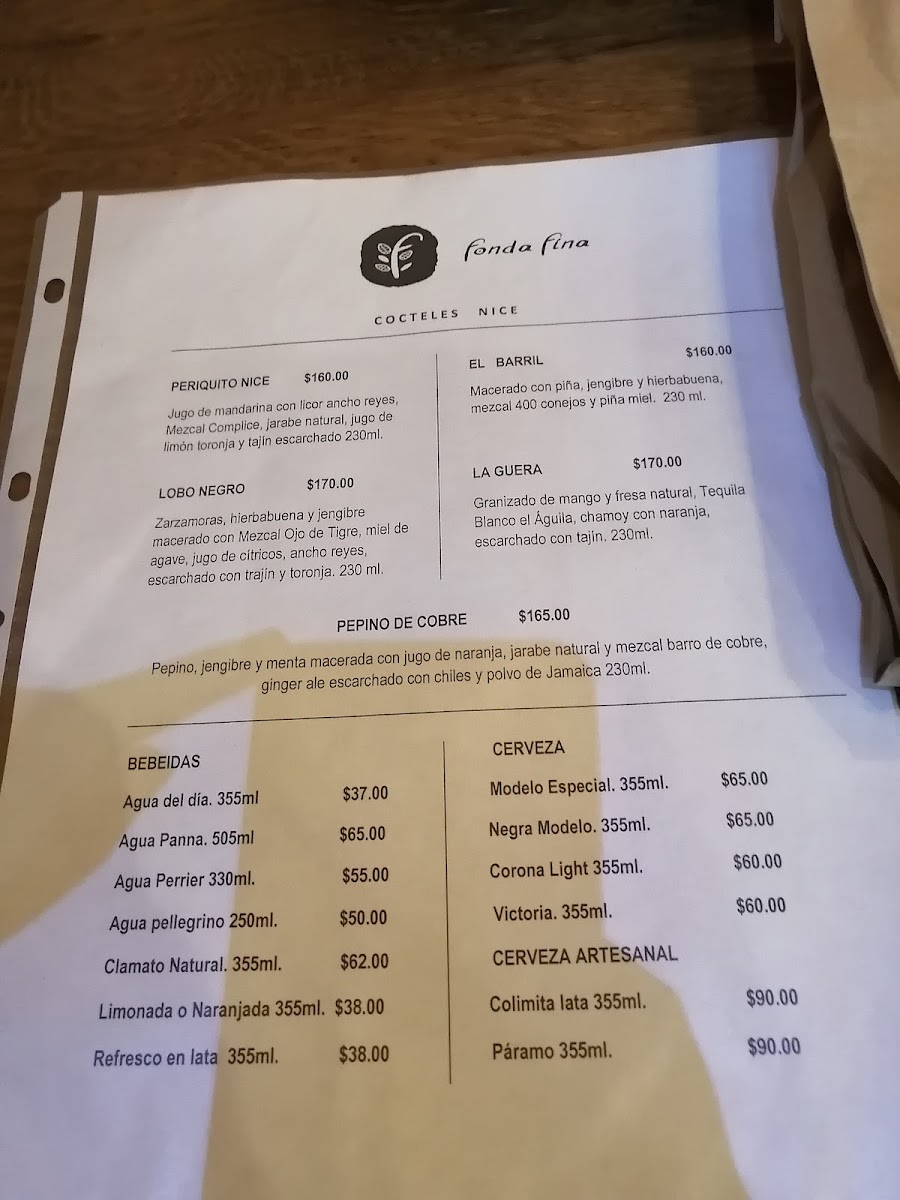 fonda fina
COCTELES NICE
PERIQUITO NICE $160.00
Jugo de mandarina con licor ancho reyes,
Mezcal Complice, jarabe natural, jugo de
limón toronja y tajín escarchado 230ml.
LOBO NEGRO $170.00
Zarzamoras, hierbabuena y jengibre
macerado con Mezcal Ojo de Tigre, miel de
agave, jugo de cítricos, ancho reyes,
escarchado con trajín y toronja. 230 ml.
EL BARRIL $160.00
Macerado con piña, jengibre y hierbabuena,
mezcal 400 conejos y piña miel. 230 ml.
LA GUERA $170.00
Granizado de mango y fresa natural, Tequila
Blanco el Águila, chamoy con naranja,
escarchado con tajín. 230ml.
PEPINO DE COBRE $165.00
Pepino, jengibre y menta macerada con jugo de naranja, jarabe natural y mezcal barro de cobre,
ginger ale escarchado con chiles y polvo de Jamaica 230ml.
BEBEIDAS
Agua del día. 355ml $37.00
Agua Panna. 505ml $65.00
Agua Perrier 330ml. $55.00
Agua pellegrino 250ml. $50.00
Clamato Natural. 355ml. $62.00
Limonada o Naranjada 355ml. $38.00
Refresco en lata 355ml. $38.00
CERVEZA
Modelo Especial. 355ml. $65.00
Negra Modelo. 355ml. $65.00
Corona Light 355ml. $60.00
Victoria. 355ml. $60.00
CERVEZA ARTESANAL
Colimita lata 355ml. $90.00
Páramo 355ml. $90.00